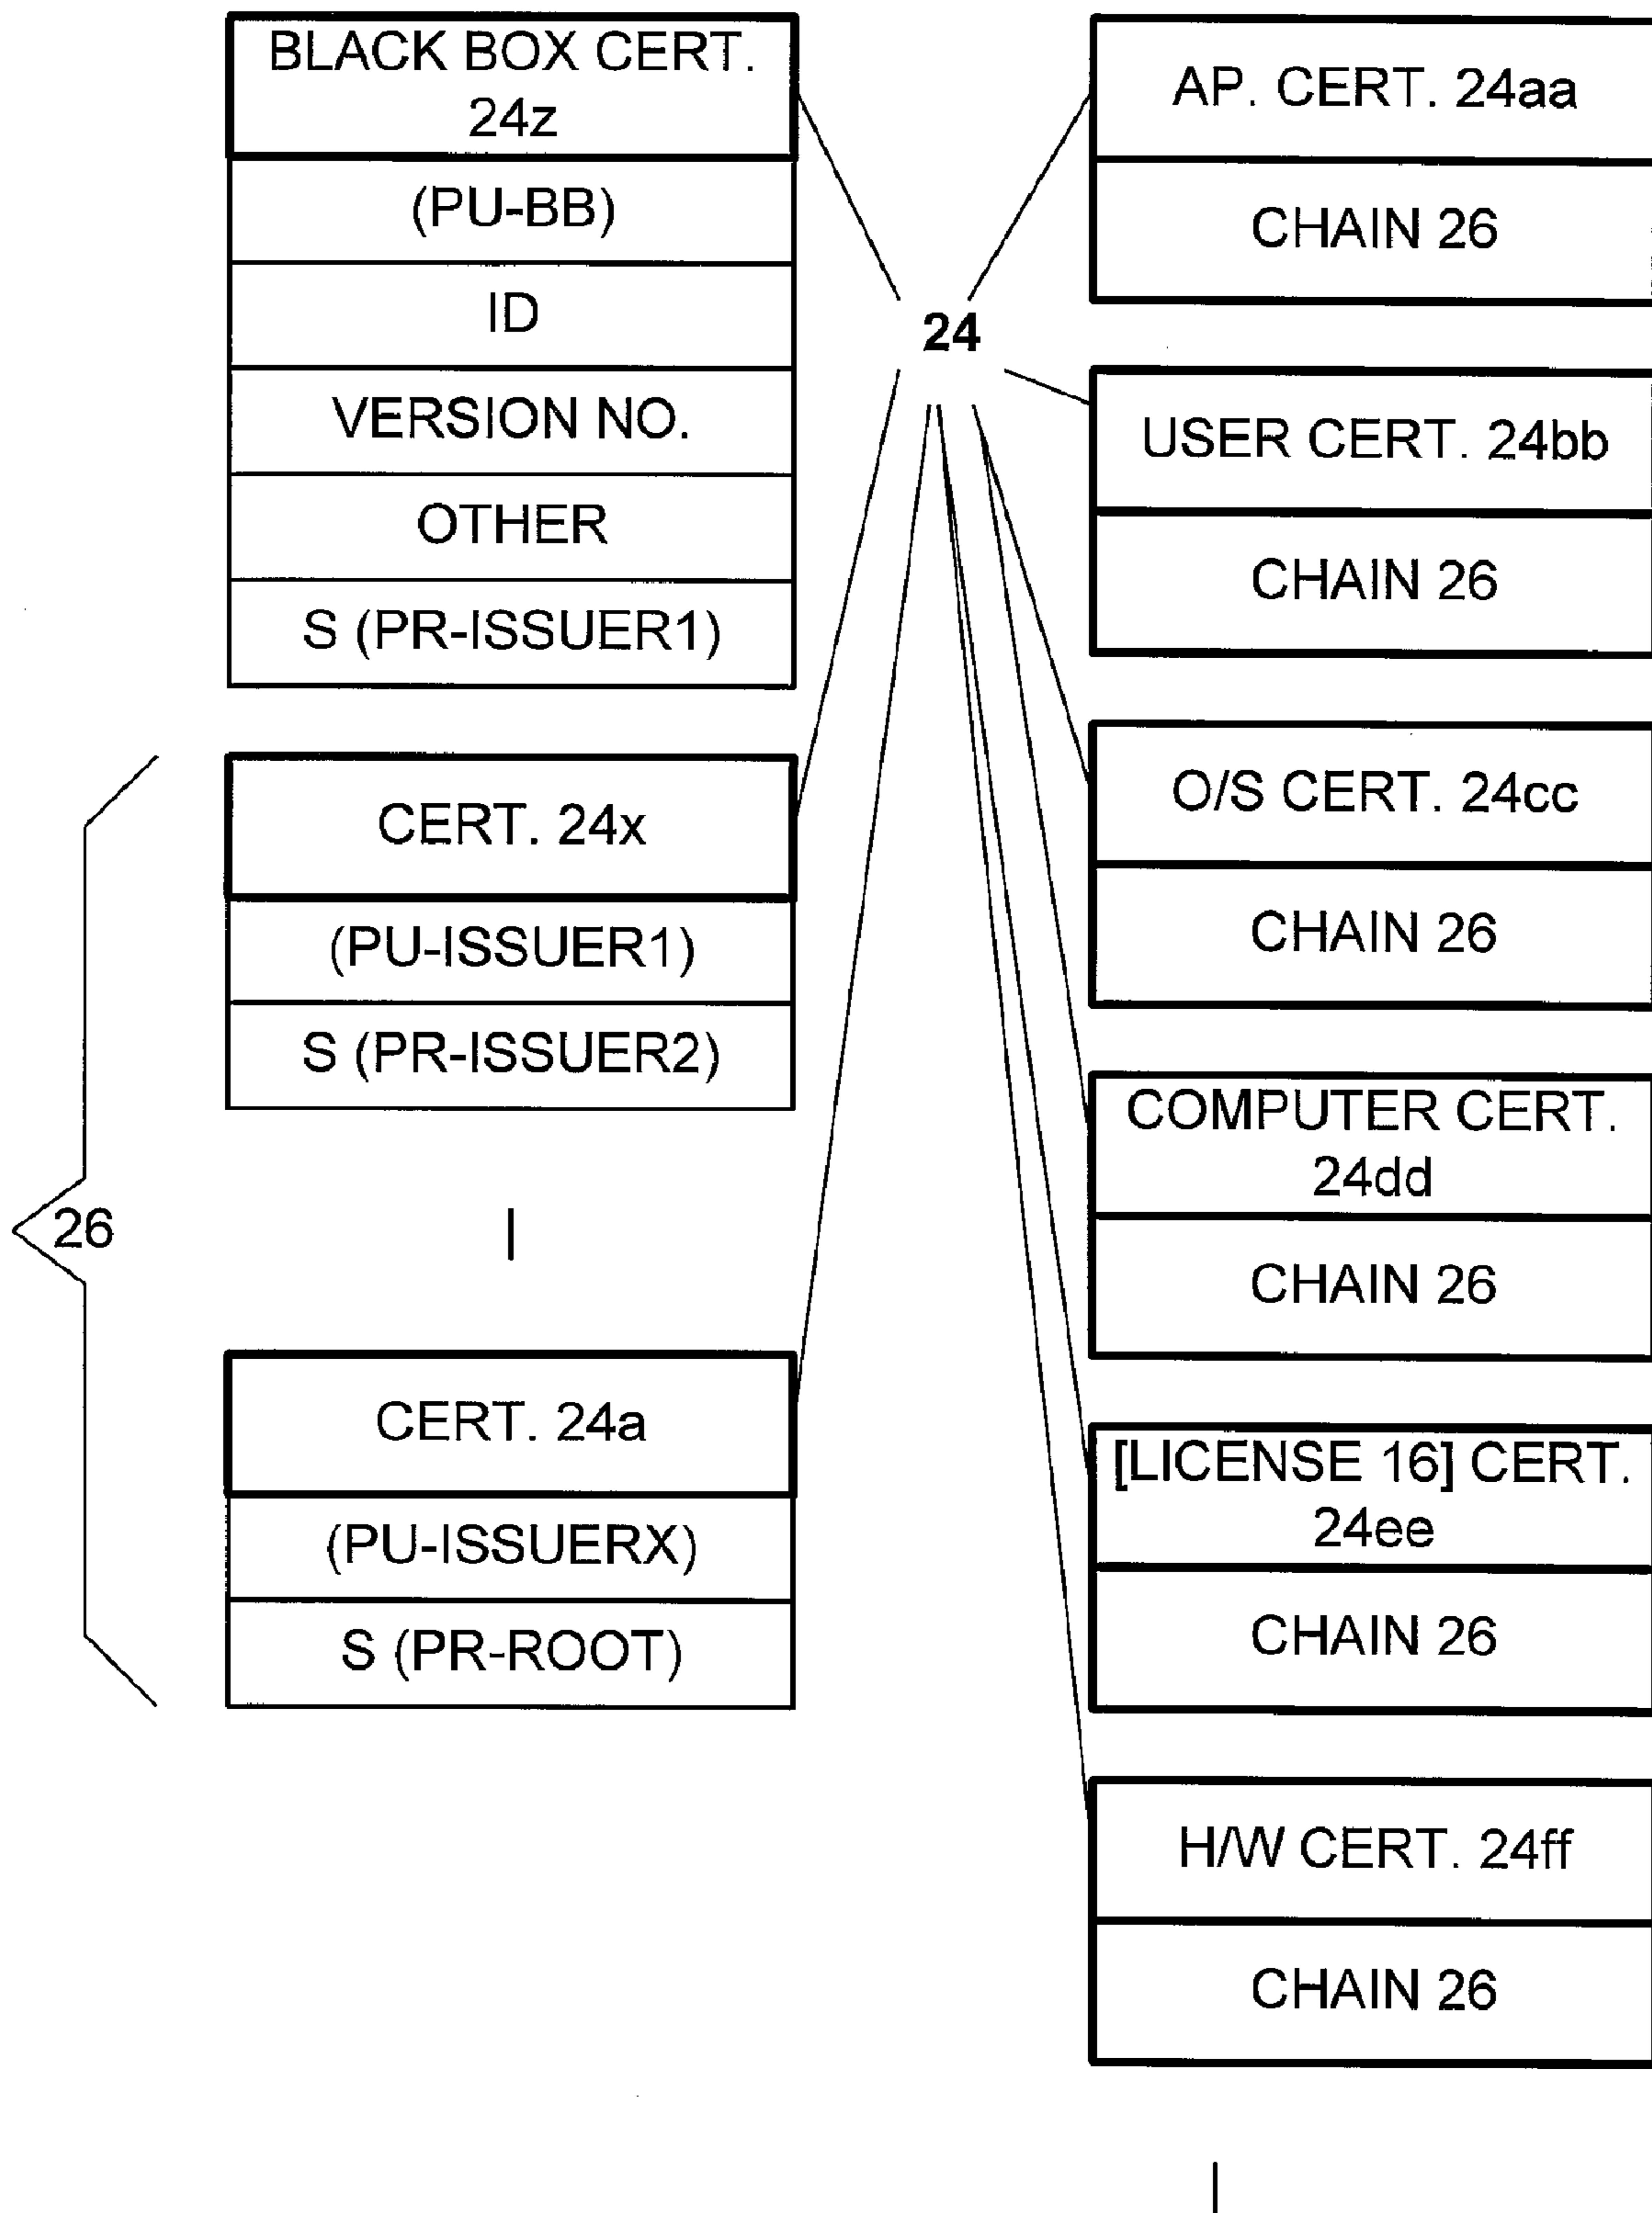 BLACK BOX CERT.
24z
(PU-BB)
ID
VERSION NO.
OTHER
S (PR-ISSUER1)
CERT. 24x
(PU-ISSUER1)
S (PR-ISSUER2)
26
CERT. 24a
(PU-ISSUERX)
S (PR-ROOT)
24
AP. CERT. 24aa
CHAIN 26
USER CERT. 24bb
CHAIN 26
O/S CERT. 24cc
CHAIN 26
COMPUTER CERT.
24dd
CHAIN 26
[LICENSE 16] CERT.
24ee
CHAIN 26
H/W CERT. 24ff
CHAIN 26